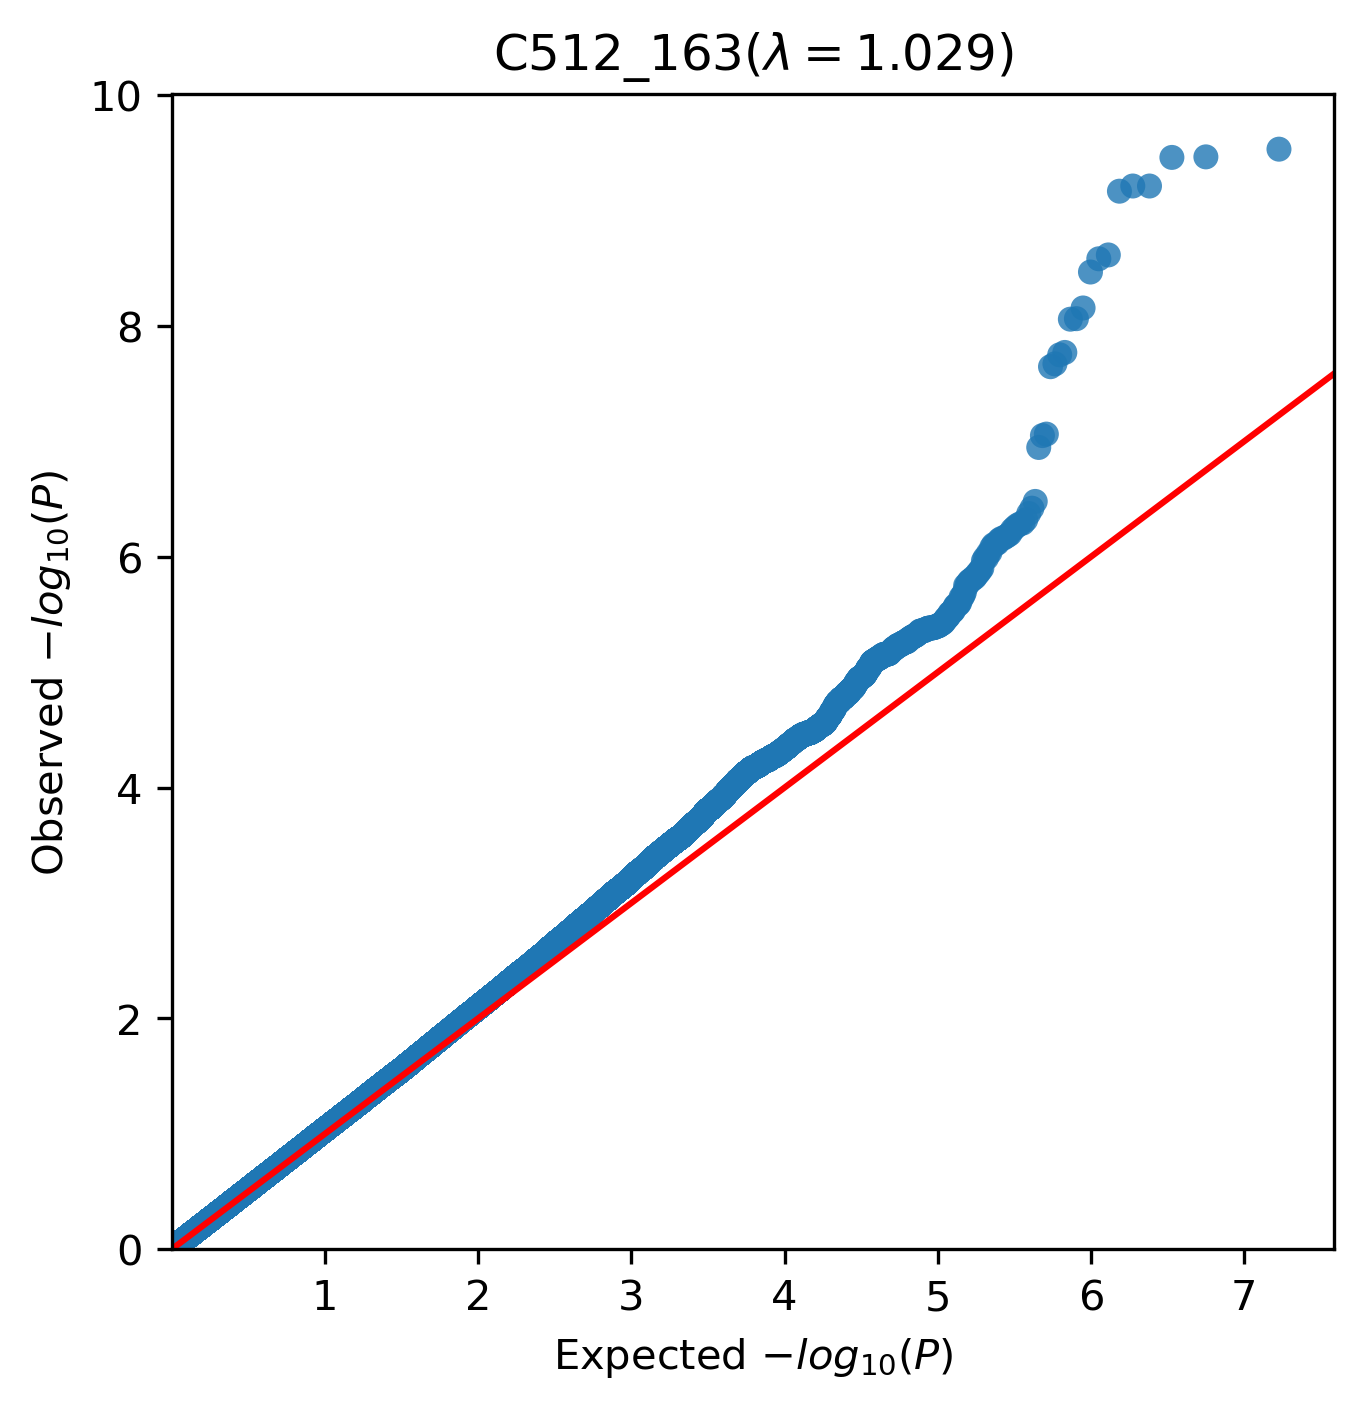 C512_163(λ = 1.029)
10
8
6
4
2
0
Observed −log10(P)
1 2 3 4 5 6 7
Expected −log10(P)